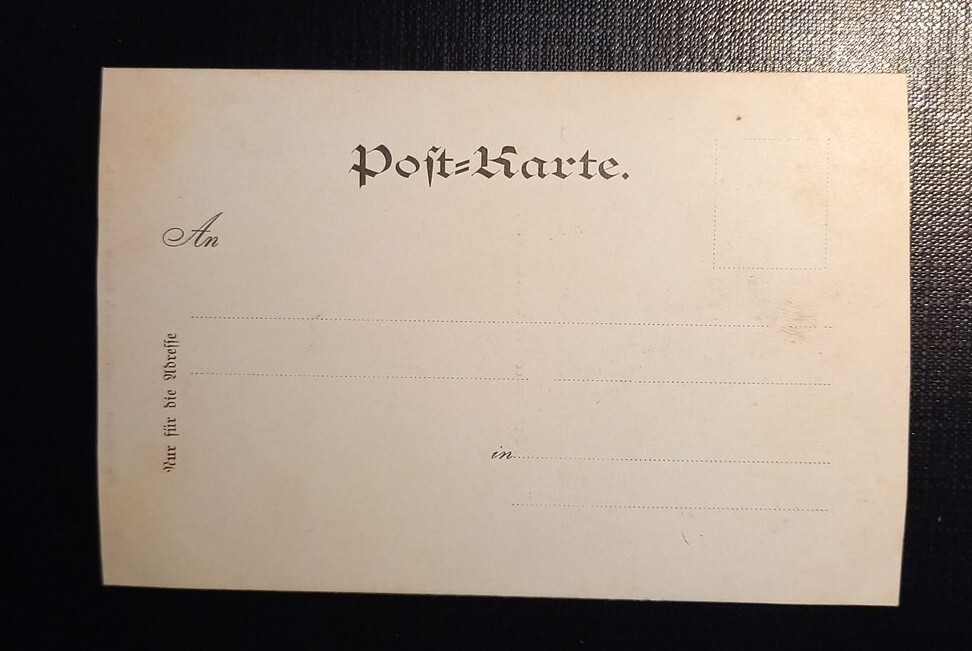 Post-Karte.
An
Nur für die Adresse
in